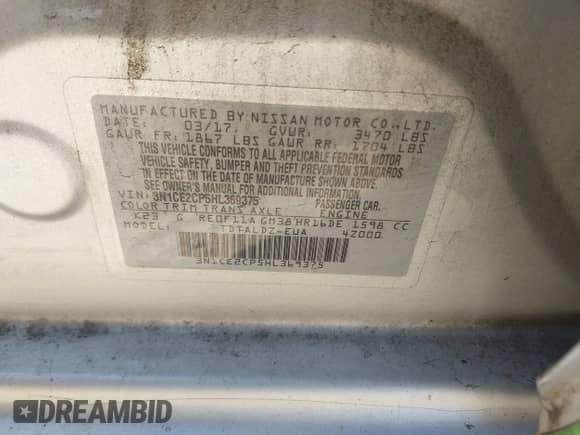 MANUFACTURED BY NISSAN MOTOR CO.,LTD.
DATE: 03/17, GVWR: 3470 LBS
GAWR FR: 1867 LBS GAWR RR: 1704 LBS
THIS VEHICLE CONFORMS TO ALL APPLICABLE FEDERAL MOTOR
VEHICLE SAFETY, BUMPER AND THEFT PREVENTION STANDARDS
IN EFFECT ON THE DATE OF MANUFACTURE SHOWN ABOVE.
SEE OWNER'S MANUAL FOR ADDITIONAL INFORMATION.
VIN: 3N1CE2CP5HL369375 PASSENGER CAR.
COLOR TRIM TRANS AXLE ENGINE
K23 G RE0F11A GM38 HR16DE 1598 CC
MODEL: TDTALDZ-EUA 42000
3N1CE2CP5HL369375
DREAMBID